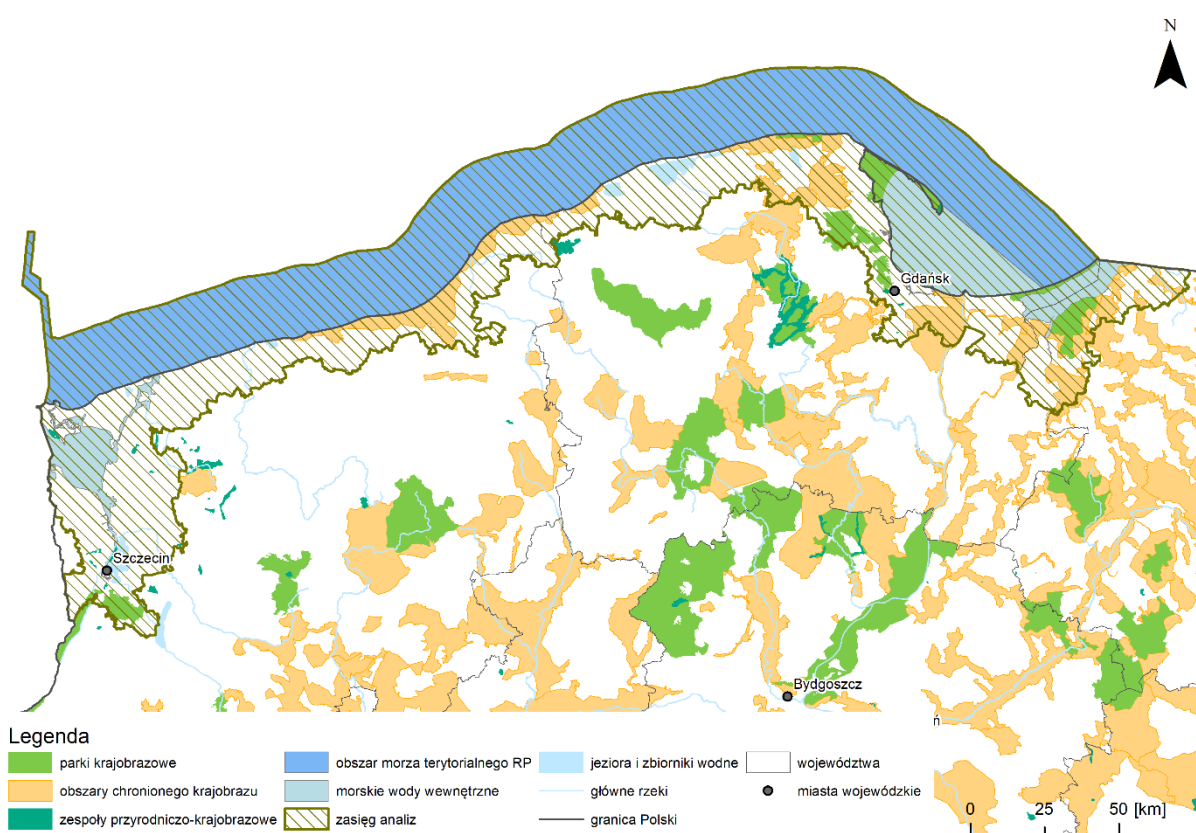 N
Gdańsk
Szczecin
Bydgoszcz
ń
Legenda
parki krajobrazowe
obszar morza terytorialnego RP
jeziora i zbiorniki wodne
województwa
obszary chronionego krajobrazu
morskie wody wewnętrzne
główne rzeki
miasta wojewódzkie
zespoły przyrodniczo-krajobrazowe
zasięg analiz
granica Polski
0 25 50 [km]